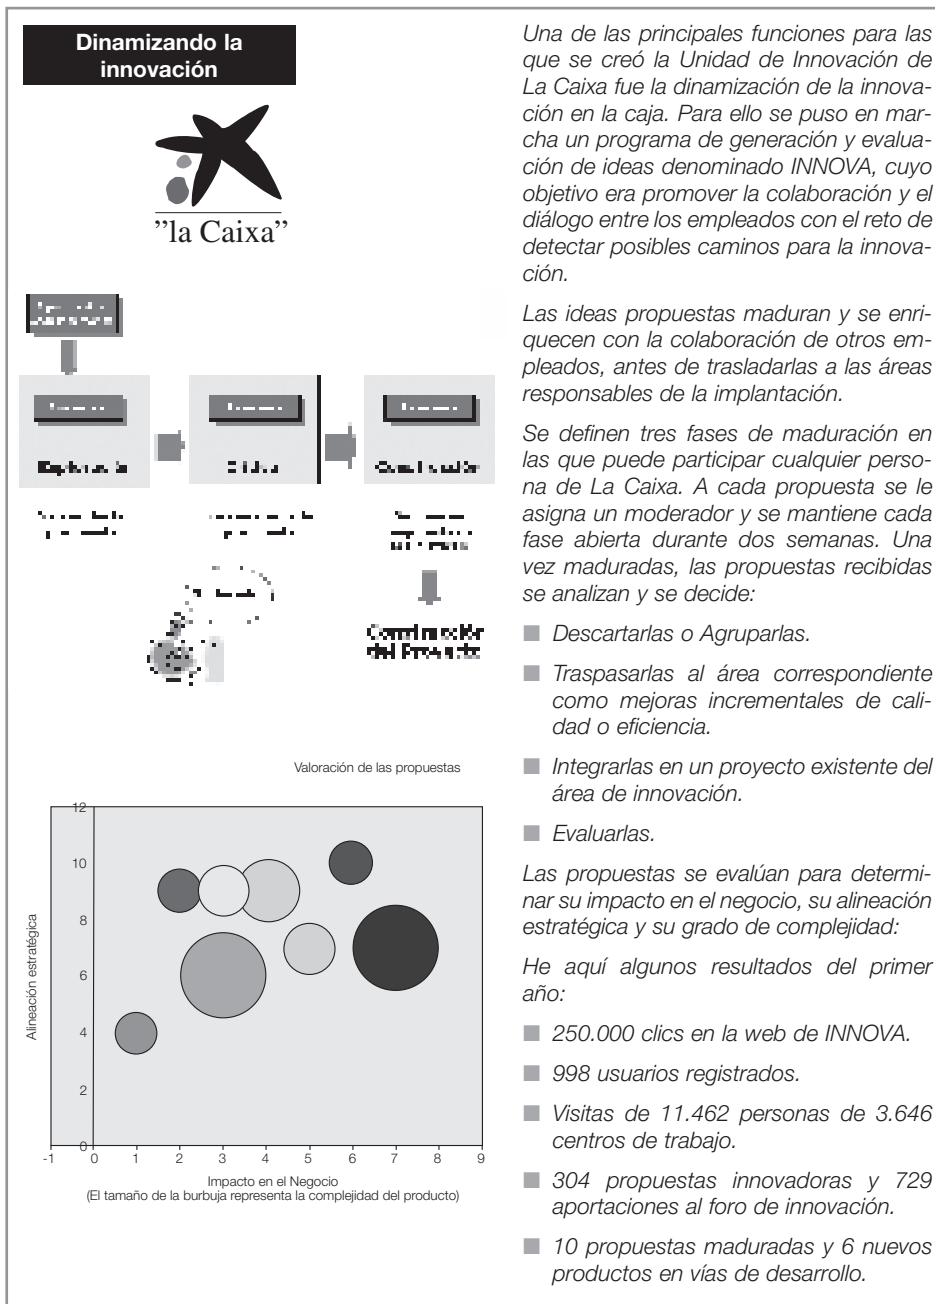 Dinamizando la
innovación
”la Caixa”
Exploración
Crítica
Construcción
Construcción
del Proyecto
Valoración de las propuestas
12
10
8
6
4
2
0
Alineación estratégica
-1 0 1 2 3 4 5 6 7 8 9
Impacto en el Negocio
(El tamaño de la burbuja representa la complejidad del producto)
Una de las principales funciones para las
que se creó la Unidad de Innovación de
La Caixa fue la dinamización de la innova-
ción en la caja. Para ello se puso en mar-
cha un programa de generación y evalua-
ción de ideas denominado INNOVA, cuyo
objetivo era promover la colaboración y el
diálogo entre los empleados con el reto de
detectar posibles caminos para la innova-
ción.
Las ideas propuestas maduran y se enri-
quecen con la colaboración de otros em-
pleados, antes de trasladarlas a las áreas
responsables de la implantación.
Se definen tres fases de maduración en
las que puede participar cualquier perso-
na de La Caixa. A cada propuesta se le
asigna un moderador y se mantiene cada
fase abierta durante dos semanas. Una
vez maduradas, las propuestas recibidas
se analizan y se decide:
■ Descartarlas o Agruparlas.
■ Traspasarlas al área correspondiente
como mejoras incrementales de cali-
dad o eficiencia.
■ Integrarlas en un proyecto existente del
área de innovación.
■ Evaluarlas.
Las propuestas se evalúan para determi-
nar su impacto en el negocio, su alineación
estratégica y su grado de complejidad:
He aquí algunos resultados del primer
año:
■ 250.000 clics en la web de INNOVA.
■ 998 usuarios registrados.
■ Visitas de 11.462 personas de 3.646
centros de trabajo.
■ 304 propuestas innovadoras y 729
aportaciones al foro de innovación.
■ 10 propuestas maduradas y 6 nuevos
productos en vías de desarrollo.